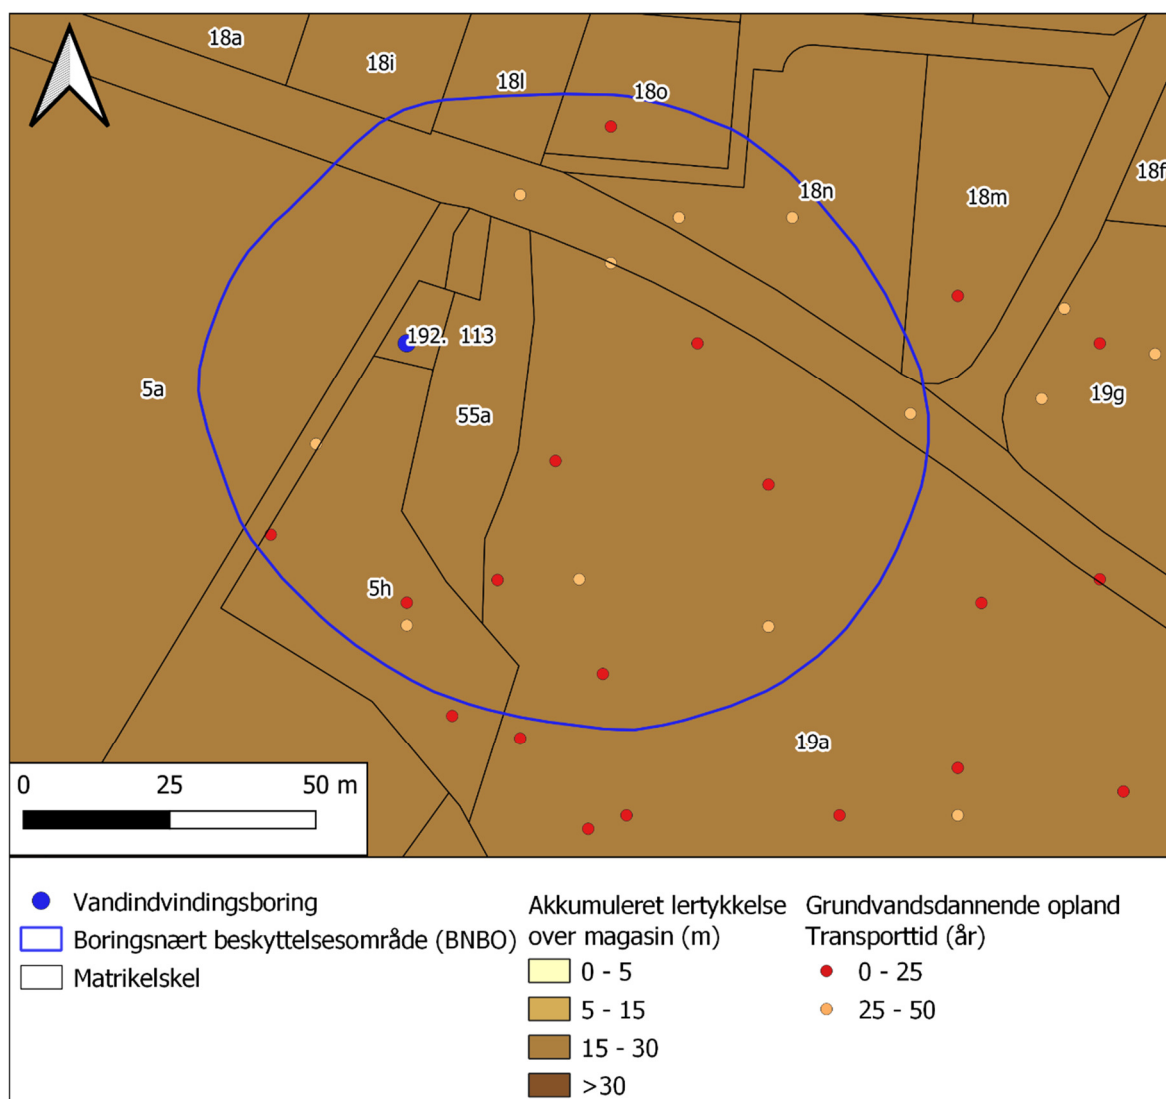 18a
18i
18l
18o
18n
18m
18f
192. 113
5a
55a
19g
5h
19a
0 25 50 m
Vandindvindingsboring
Boringsnært beskyttelsesområde (BNBO)
Matrikelskel
Akkumuleret lertykkelse
over magasin (m)
0 - 5
5 - 15
15 - 30
>30
Grundvandsdannende opland
Transporttid (år)
0 - 25
25 - 50